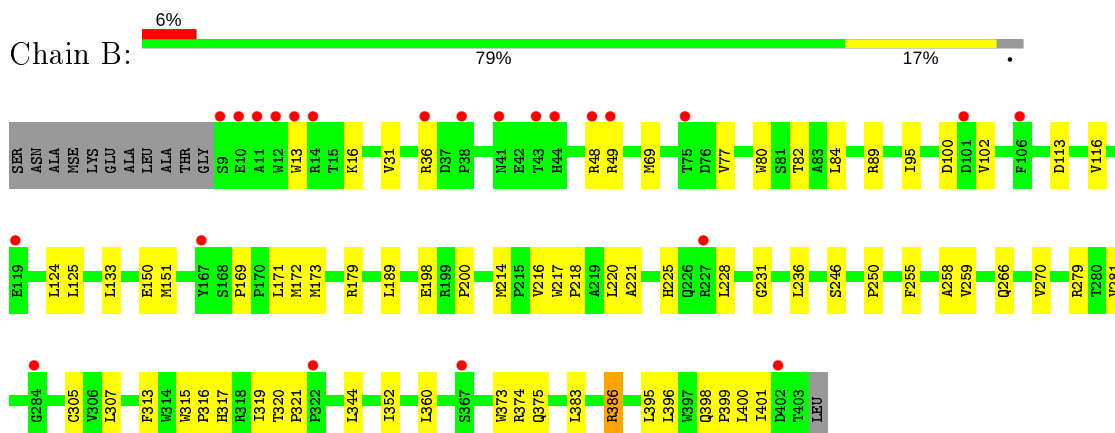 6%
Chain B:
79% 17% •
SER ASN ALA MSE LYS GLU ALA LEU ALA THR GLY S9 E10 A11 W12 W13 R14 T15 K16 V31 R36 D37 P38 N41 E42 T43 H44 R48 R49 M69 T75 D76 V77 W80 S81 T82 A83 L84 R89 I95 D100 D101 V102 F106 D113 V116
E119 L124 L125 L133 E150 M151 Y167 S168 P169 P170 L171 M172 M173 R179 L189 E198 R199 P200 M214 P215 V216 W217 P218 A219 L220 A221 H225 Q226 R227 L228 G231 L236 S246 P250 F255 A258 V259 Q266 V270 R279 T280 V281
G284 C305 V306 L307 F313 W314 W315 P316 H317 R318 I319 T320 P321 P322 L344 I352 L360 S367 W373 R374 Q375 L383 R386 L395 L396 W397 Q398 P399 L400 I401 D402 T403 LEU